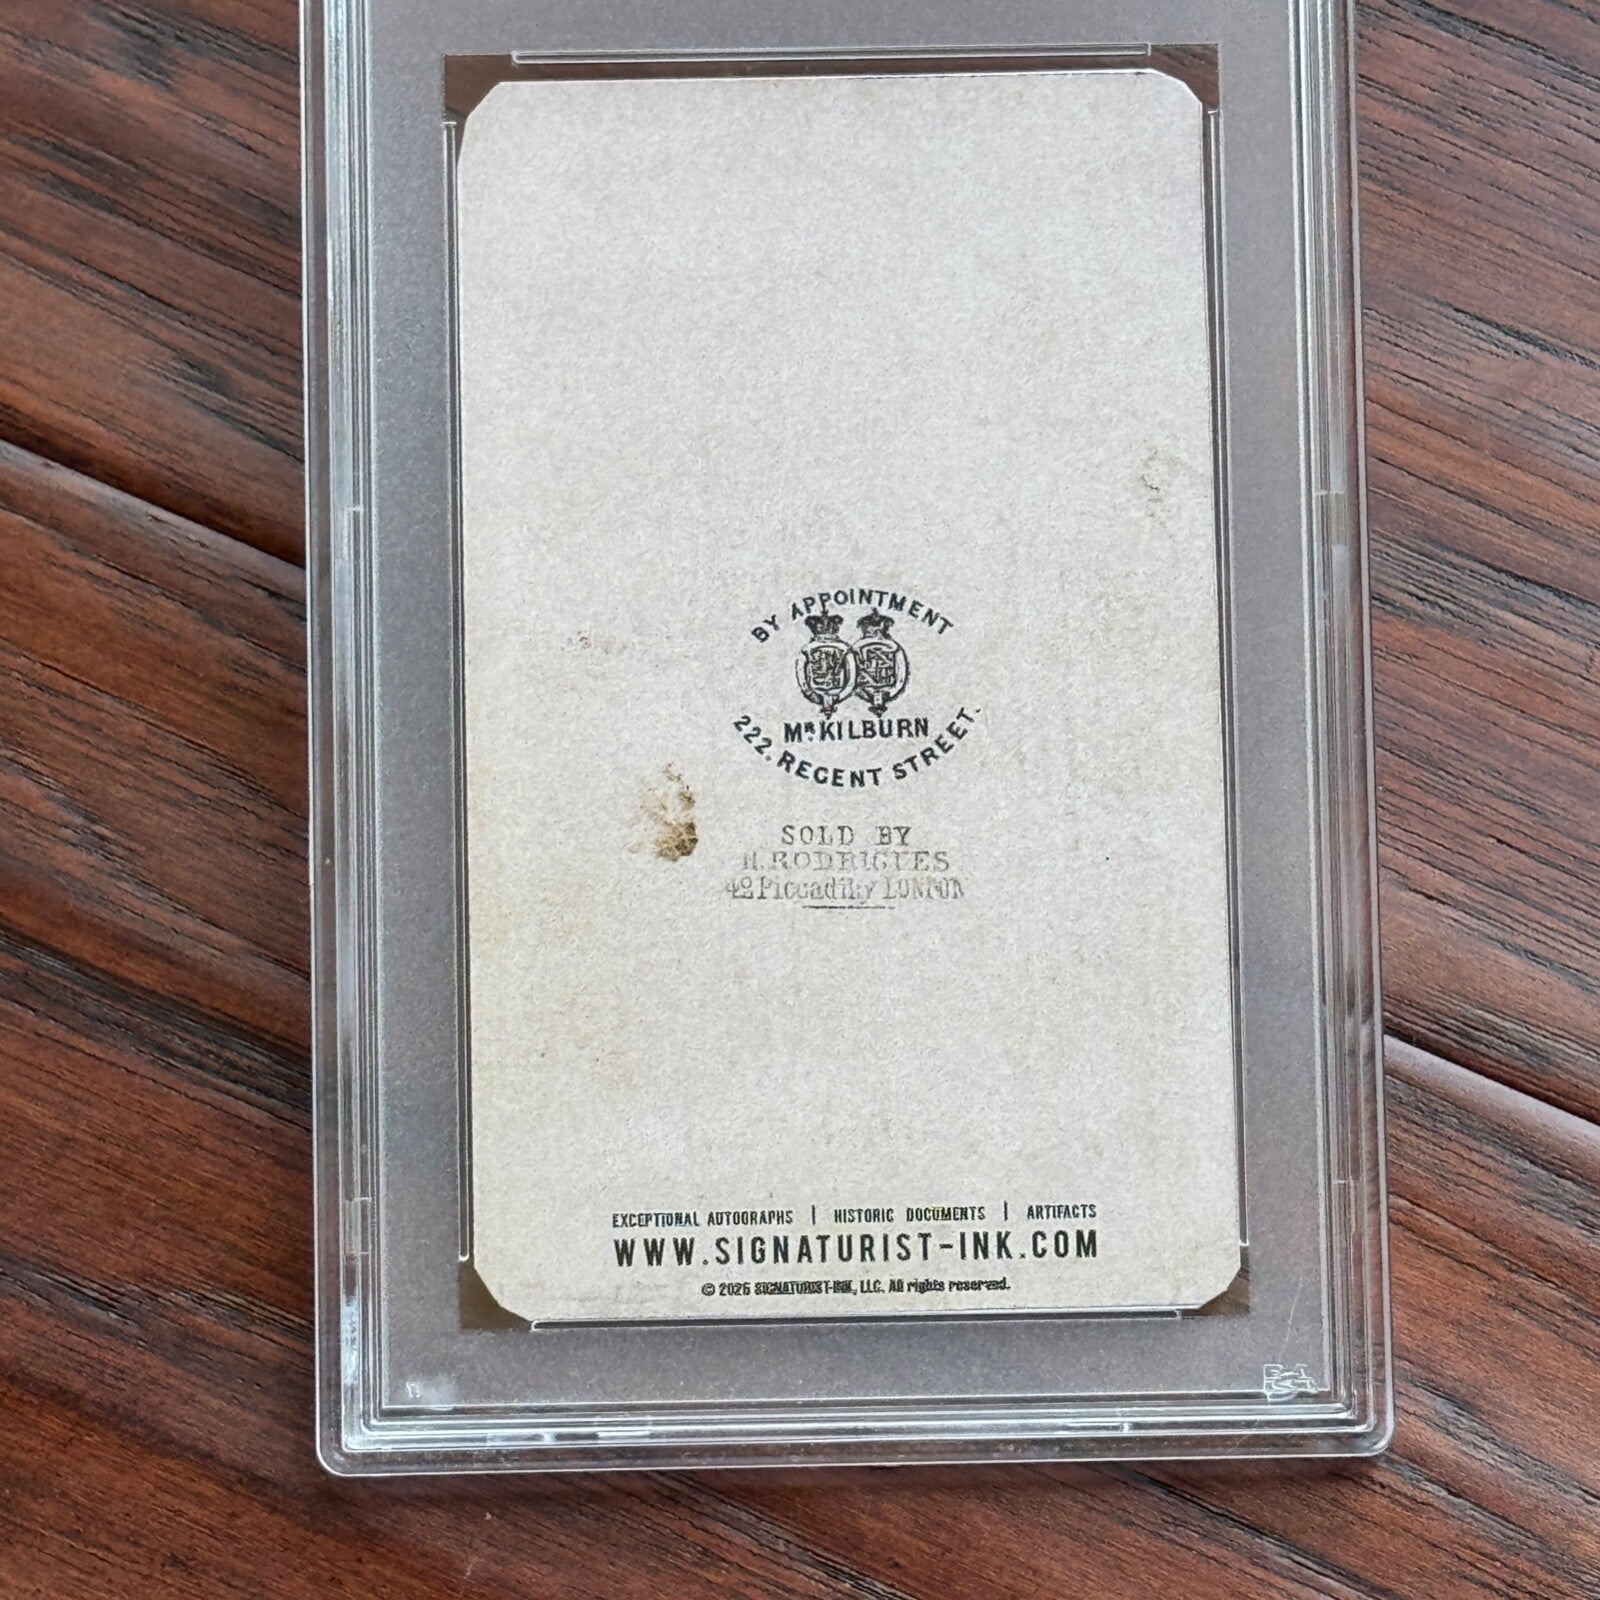 BY APPOINTMENT
MR. KILBURN
222. REGENT STREET.
SOLD BY
H. RODRIGUES
42 Piccadilly LONDON
EXCEPTIONAL AUTOGRAPHS | HISTORIC DOCUMENTS | ARTIFACTS
WWW.SIGNATURIST-INK.COM
© 2025 SIGNATURIST-INK, LLC. All rights reserved.